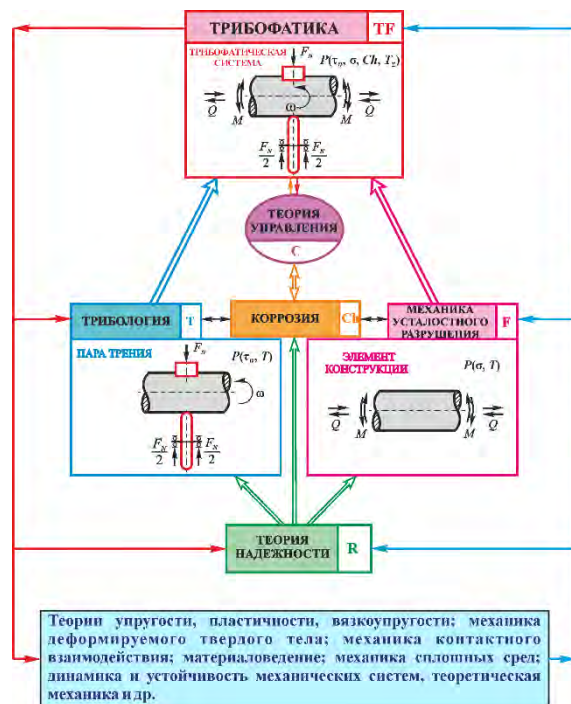 ТРИБОФАТИКА TF
ТРИБОФАТИЧЕСКАЯ
СИСТЕМА
F_N
P(τ_n, σ, Ch, T_Σ)
ω
Q M M Q
F_N/2 F_N/2
ТЕОРИЯ
УПРАВЛЕНИЯ
C
ТРИБОЛОГИЯ T
КОРРОЗИЯ Ch
МЕХАНИКА
УСТАЛОСТНОГО
РАЗРУШЕНИЯ
F
ПАРА ТРЕНИЯ
F_N
P(τ_n, T)
ω
F_N/2 F_N/2
ЭЛЕМЕНТ
КОНСТРУКЦИИ
P(σ, T)
Q M M Q
ТЕОРИЯ
НАДЕЖНОСТИ
R
Теории упругости, пластичности, вязкоупругости; механика
деформируемого твердого тела; механика контактного
взаимодействия; материаловедение; механика сплошных сред;
динамика и устойчивость механических систем, теоретическая
механика и др.